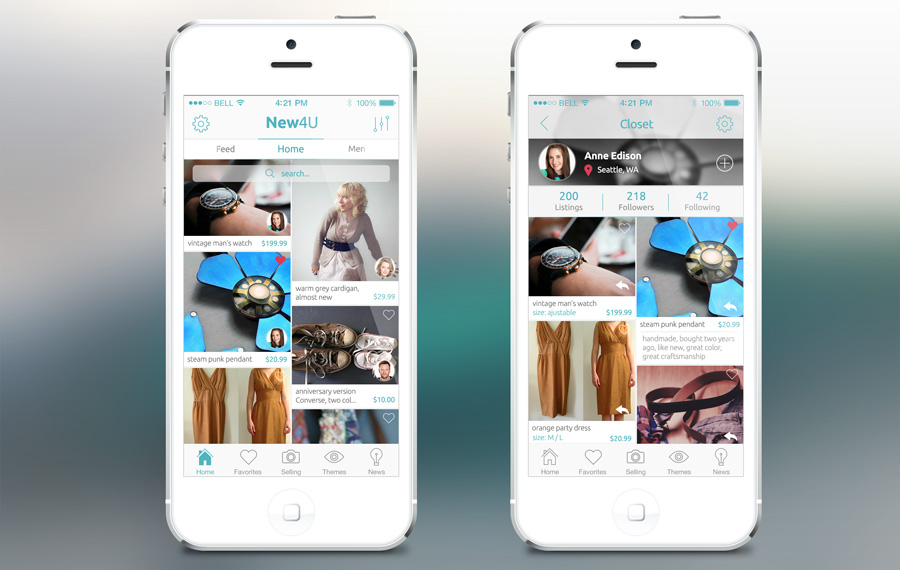 BELL 4:21 PM 100%
New4U
Feed Home Men
search...
vintage man's watch $199.99
warm grey cardigan,
almost new $29.99
steam punk pendant $20.99
anniversary version
Converse, two col... $10.00
Home Favorites Selling Themes News
BELL 4:21 PM 100%
Closet
Anne Edison
Seattle, WA
200 218 42
Listings Followers Following
vintage man's watch
size: ajustable $199.99
steam punk pendant $20.99
handmade, bought two years
ago, like new, great color,
great craftsmanship
orange party dress
size: M / L $20.99
Home Favorites Selling Themes News